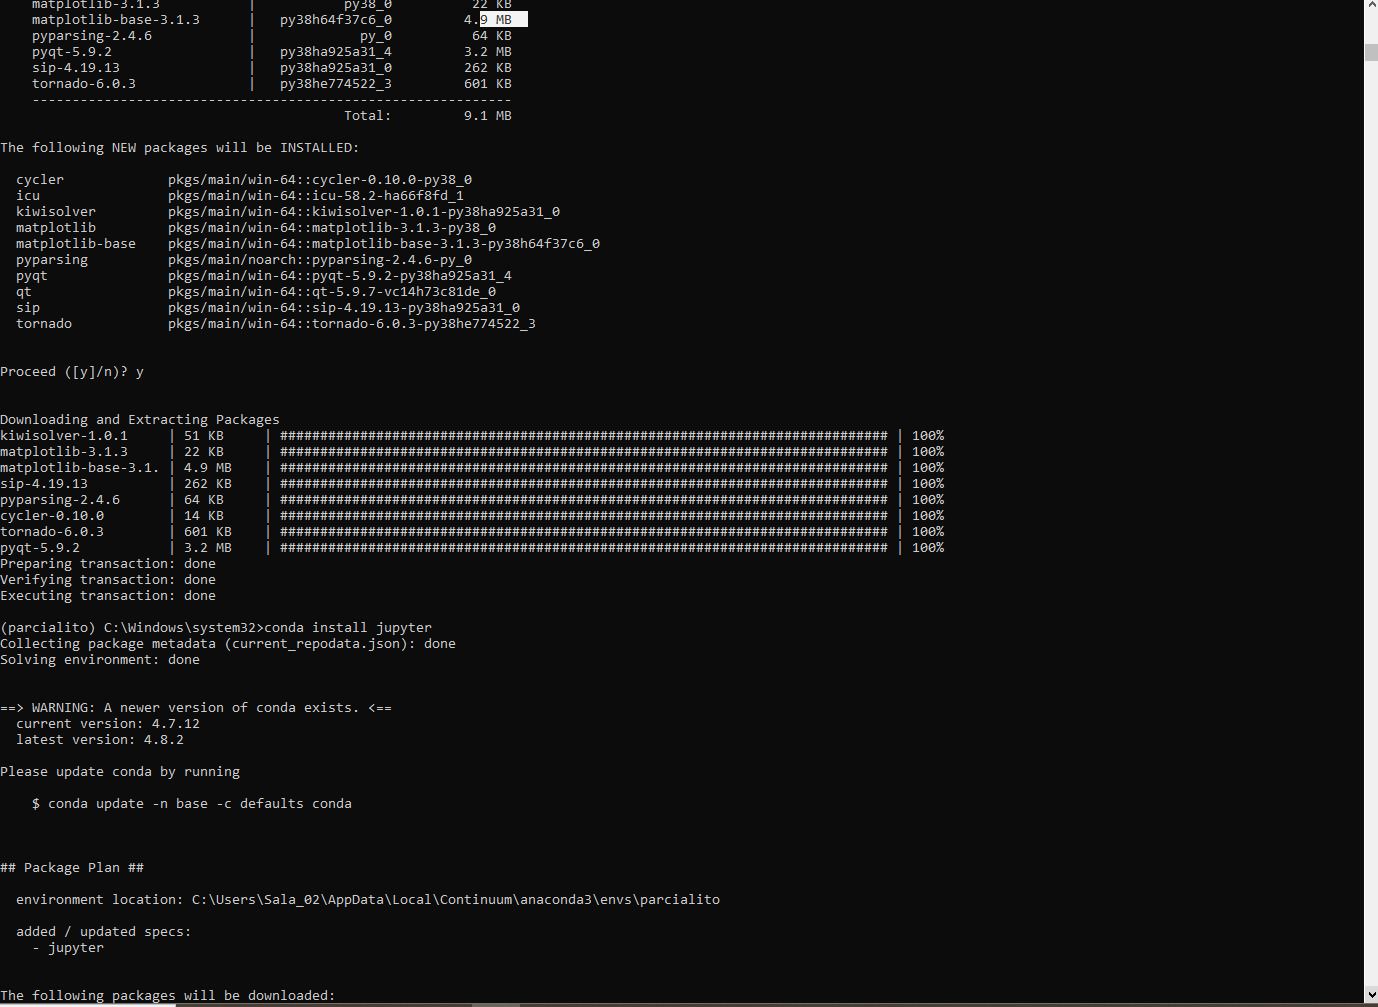 matplotlib-3.1.3 | py38_0 22 KB
matplotlib-base-3.1.3 | py38h64f37c6_0 4.9 MB
pyparsing-2.4.6 | py_0 64 KB
pyqt-5.9.2 | py38ha925a31_4 3.2 MB
sip-4.19.13 | py38ha925a31_0 262 KB
tornado-6.0.3 | py38he774522_3 601 KB
------------------------------------------------------------
Total: 9.1 MB
The following NEW packages will be INSTALLED:
cycler pkgs/main/win-64::cycler-0.10.0-py38_0
icu pkgs/main/win-64::icu-58.2-ha66f8fd_1
kiwisolver pkgs/main/win-64::kiwisolver-1.0.1-py38ha925a31_0
matplotlib pkgs/main/win-64::matplotlib-3.1.3-py38_0
matplotlib-base pkgs/main/win-64::matplotlib-base-3.1.3-py38h64f37c6_0
pyparsing pkgs/main/noarch::pyparsing-2.4.6-py_0
pyqt pkgs/main/win-64::pyqt-5.9.2-py38ha925a31_4
qt pkgs/main/win-64::qt-5.9.7-vc14h73c81de_0
sip pkgs/main/win-64::sip-4.19.13-py38ha925a31_0
tornado pkgs/main/win-64::tornado-6.0.3-py38he774522_3
Proceed ([y]/n)? y
Downloading and Extracting Packages
kiwisolver-1.0.1 | 51 KB | ############################################################################ | 100%
matplotlib-3.1.3 | 22 KB | ############################################################################ | 100%
matplotlib-base-3.1. | 4.9 MB | ############################################################################ | 100%
sip-4.19.13 | 262 KB | ############################################################################ | 100%
pyparsing-2.4.6 | 64 KB | ############################################################################ | 100%
cycler-0.10.0 | 14 KB | ############################################################################ | 100%
tornado-6.0.3 | 601 KB | ############################################################################ | 100%
pyqt-5.9.2 | 3.2 MB | ############################################################################ | 100%
Preparing transaction: done
Verifying transaction: done
Executing transaction: done
(parcialito) C:\Windows\system32>conda install jupyter
Collecting package metadata (current_repodata.json): done
Solving environment: done
==> WARNING: A newer version of conda exists. <==
current version: 4.7.12
latest version: 4.8.2
Please update conda by running
$ conda update -n base -c defaults conda
## Package Plan ##
environment location: C:\Users\Sala_02\AppData\Local\Continuum\anaconda3\envs\parcialito
added / updated specs:
- jupyter
The following packages will be downloaded: